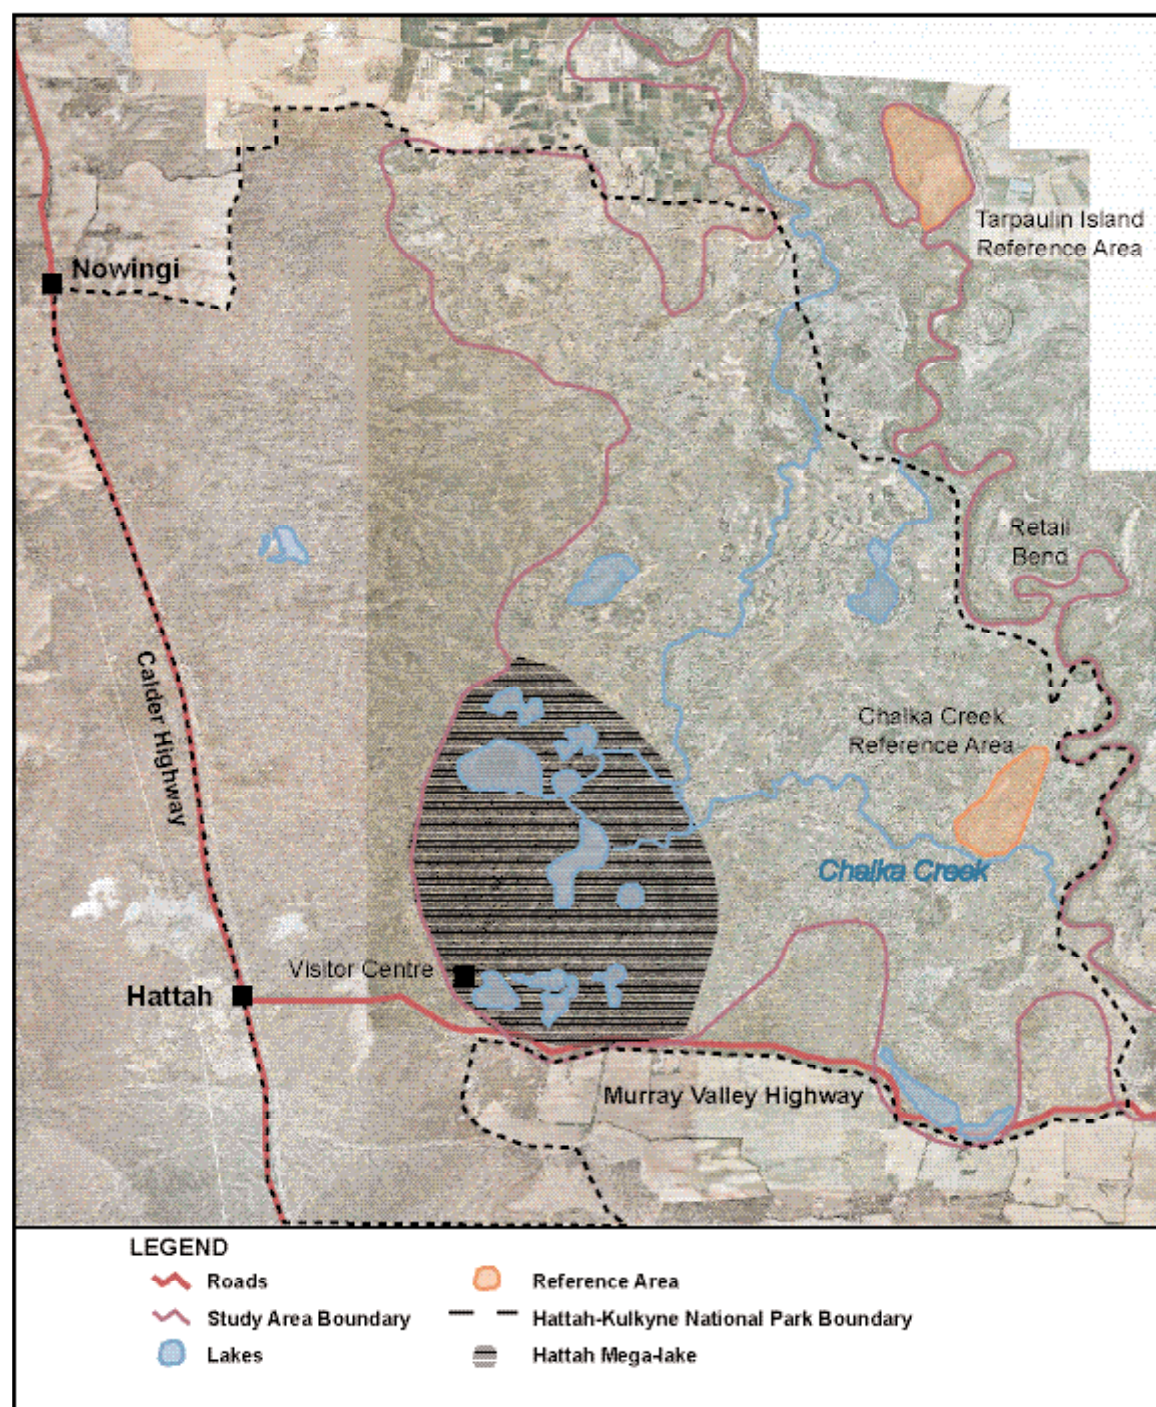 Tarpaulin Island
Reference Area
Nowingi
Retail
Bend
Calder Highway
Chalka Creek
Reference Area
Chalka Creek
Visitor Centre
Hattah
Murray Valley Highway
LEGEND
Roads
Reference Area
Study Area Boundary
Hattah-Kulkyne National Park Boundary
Lakes
Hattah Mega-lake